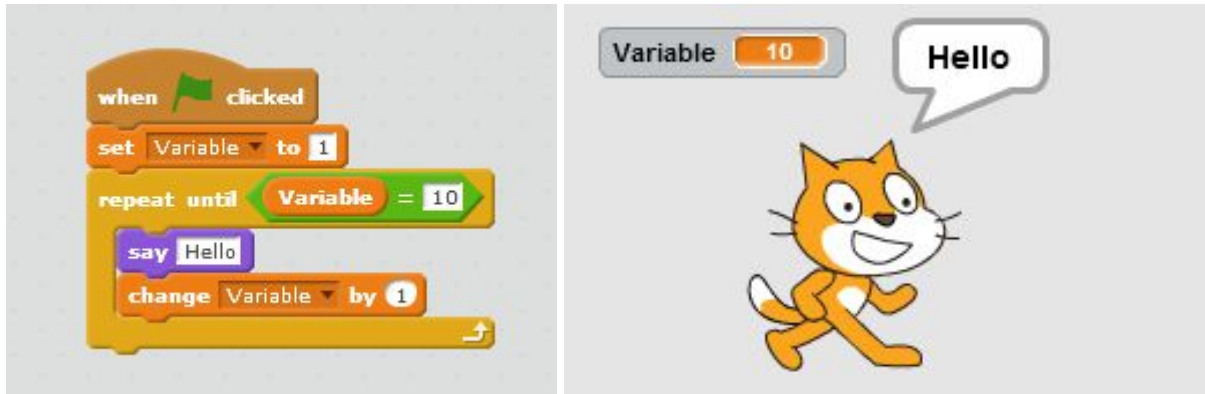 when clicked
set Variable to 1
repeat until Variable = 10
say Hello
change Variable by 1
Variable 10
Hello